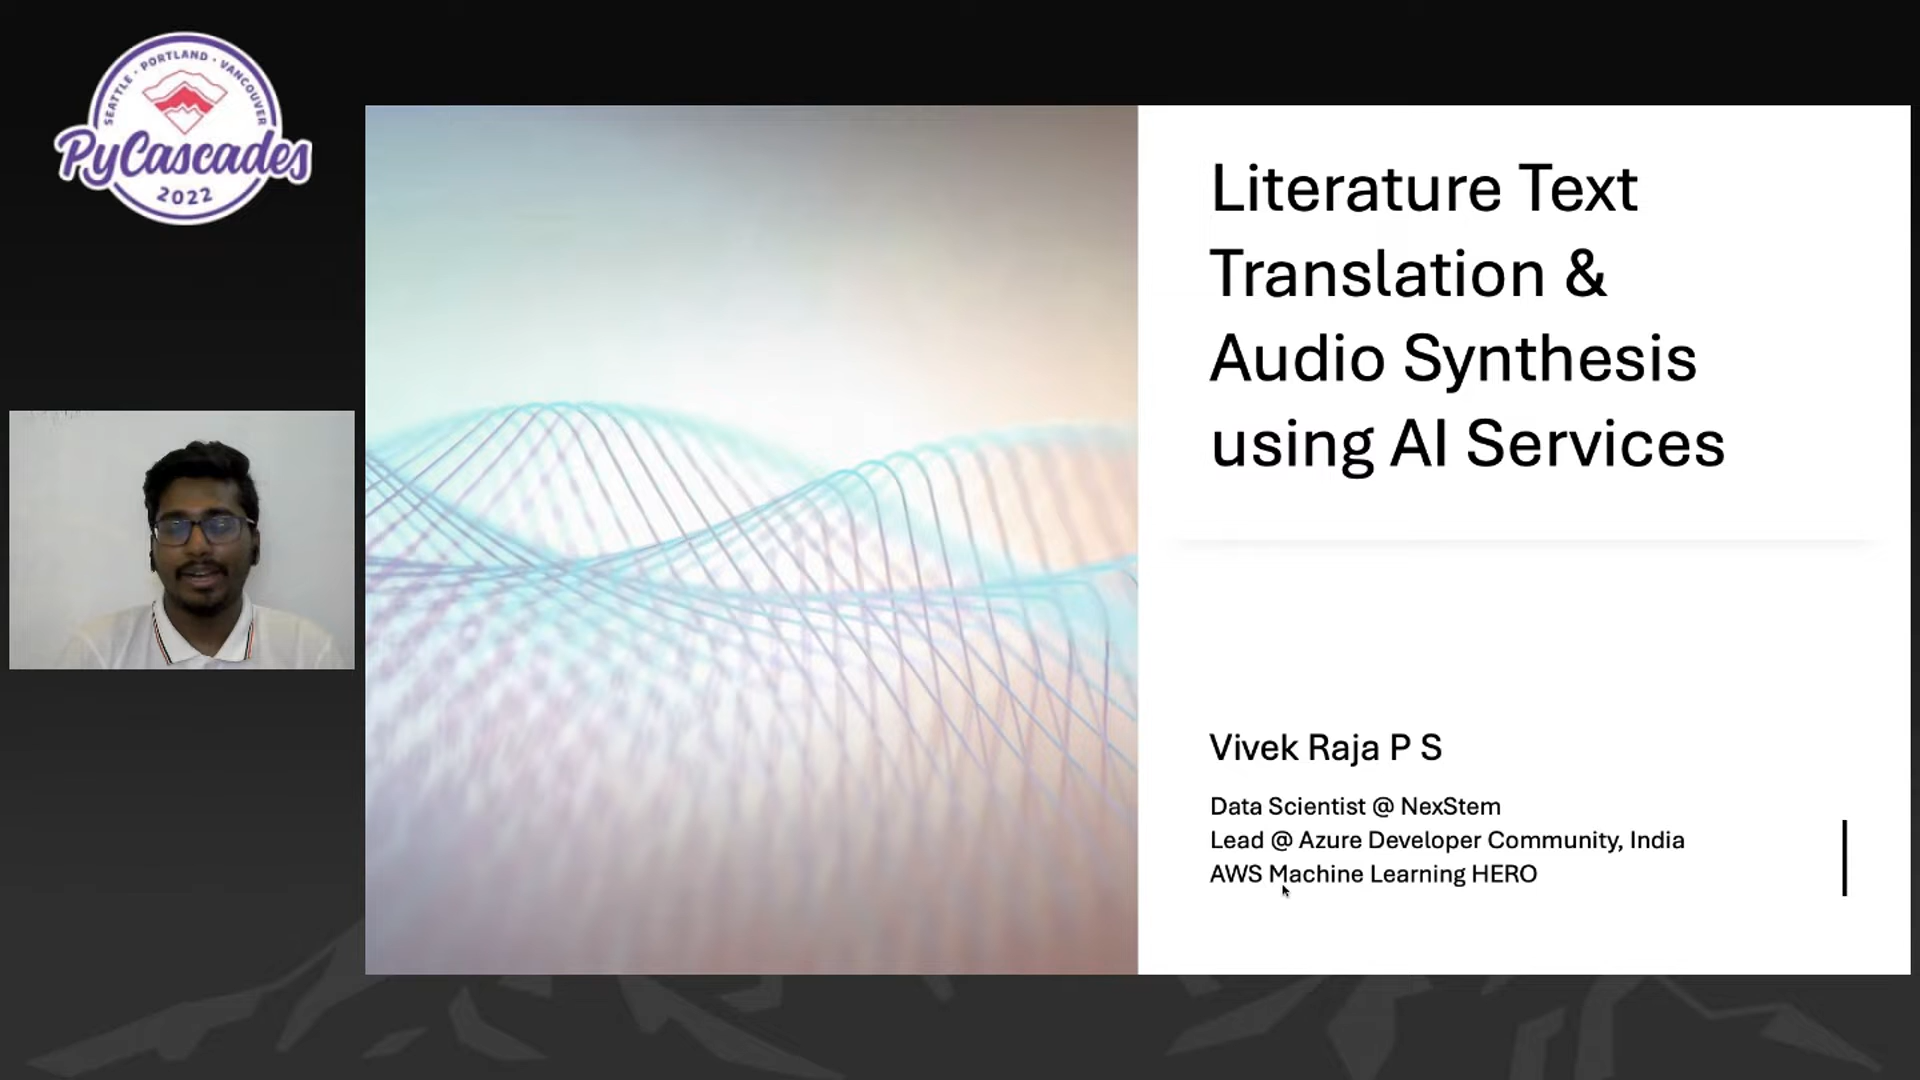 SEATTLE · PORTLAND · VANCOUVER
PyCascades
2022
Literature Text
Translation &
Audio Synthesis
using AI Services
Vivek Raja P S
Data Scientist @ NexStem
Lead @ Azure Developer Community, India
AWS Machine Learning HERO